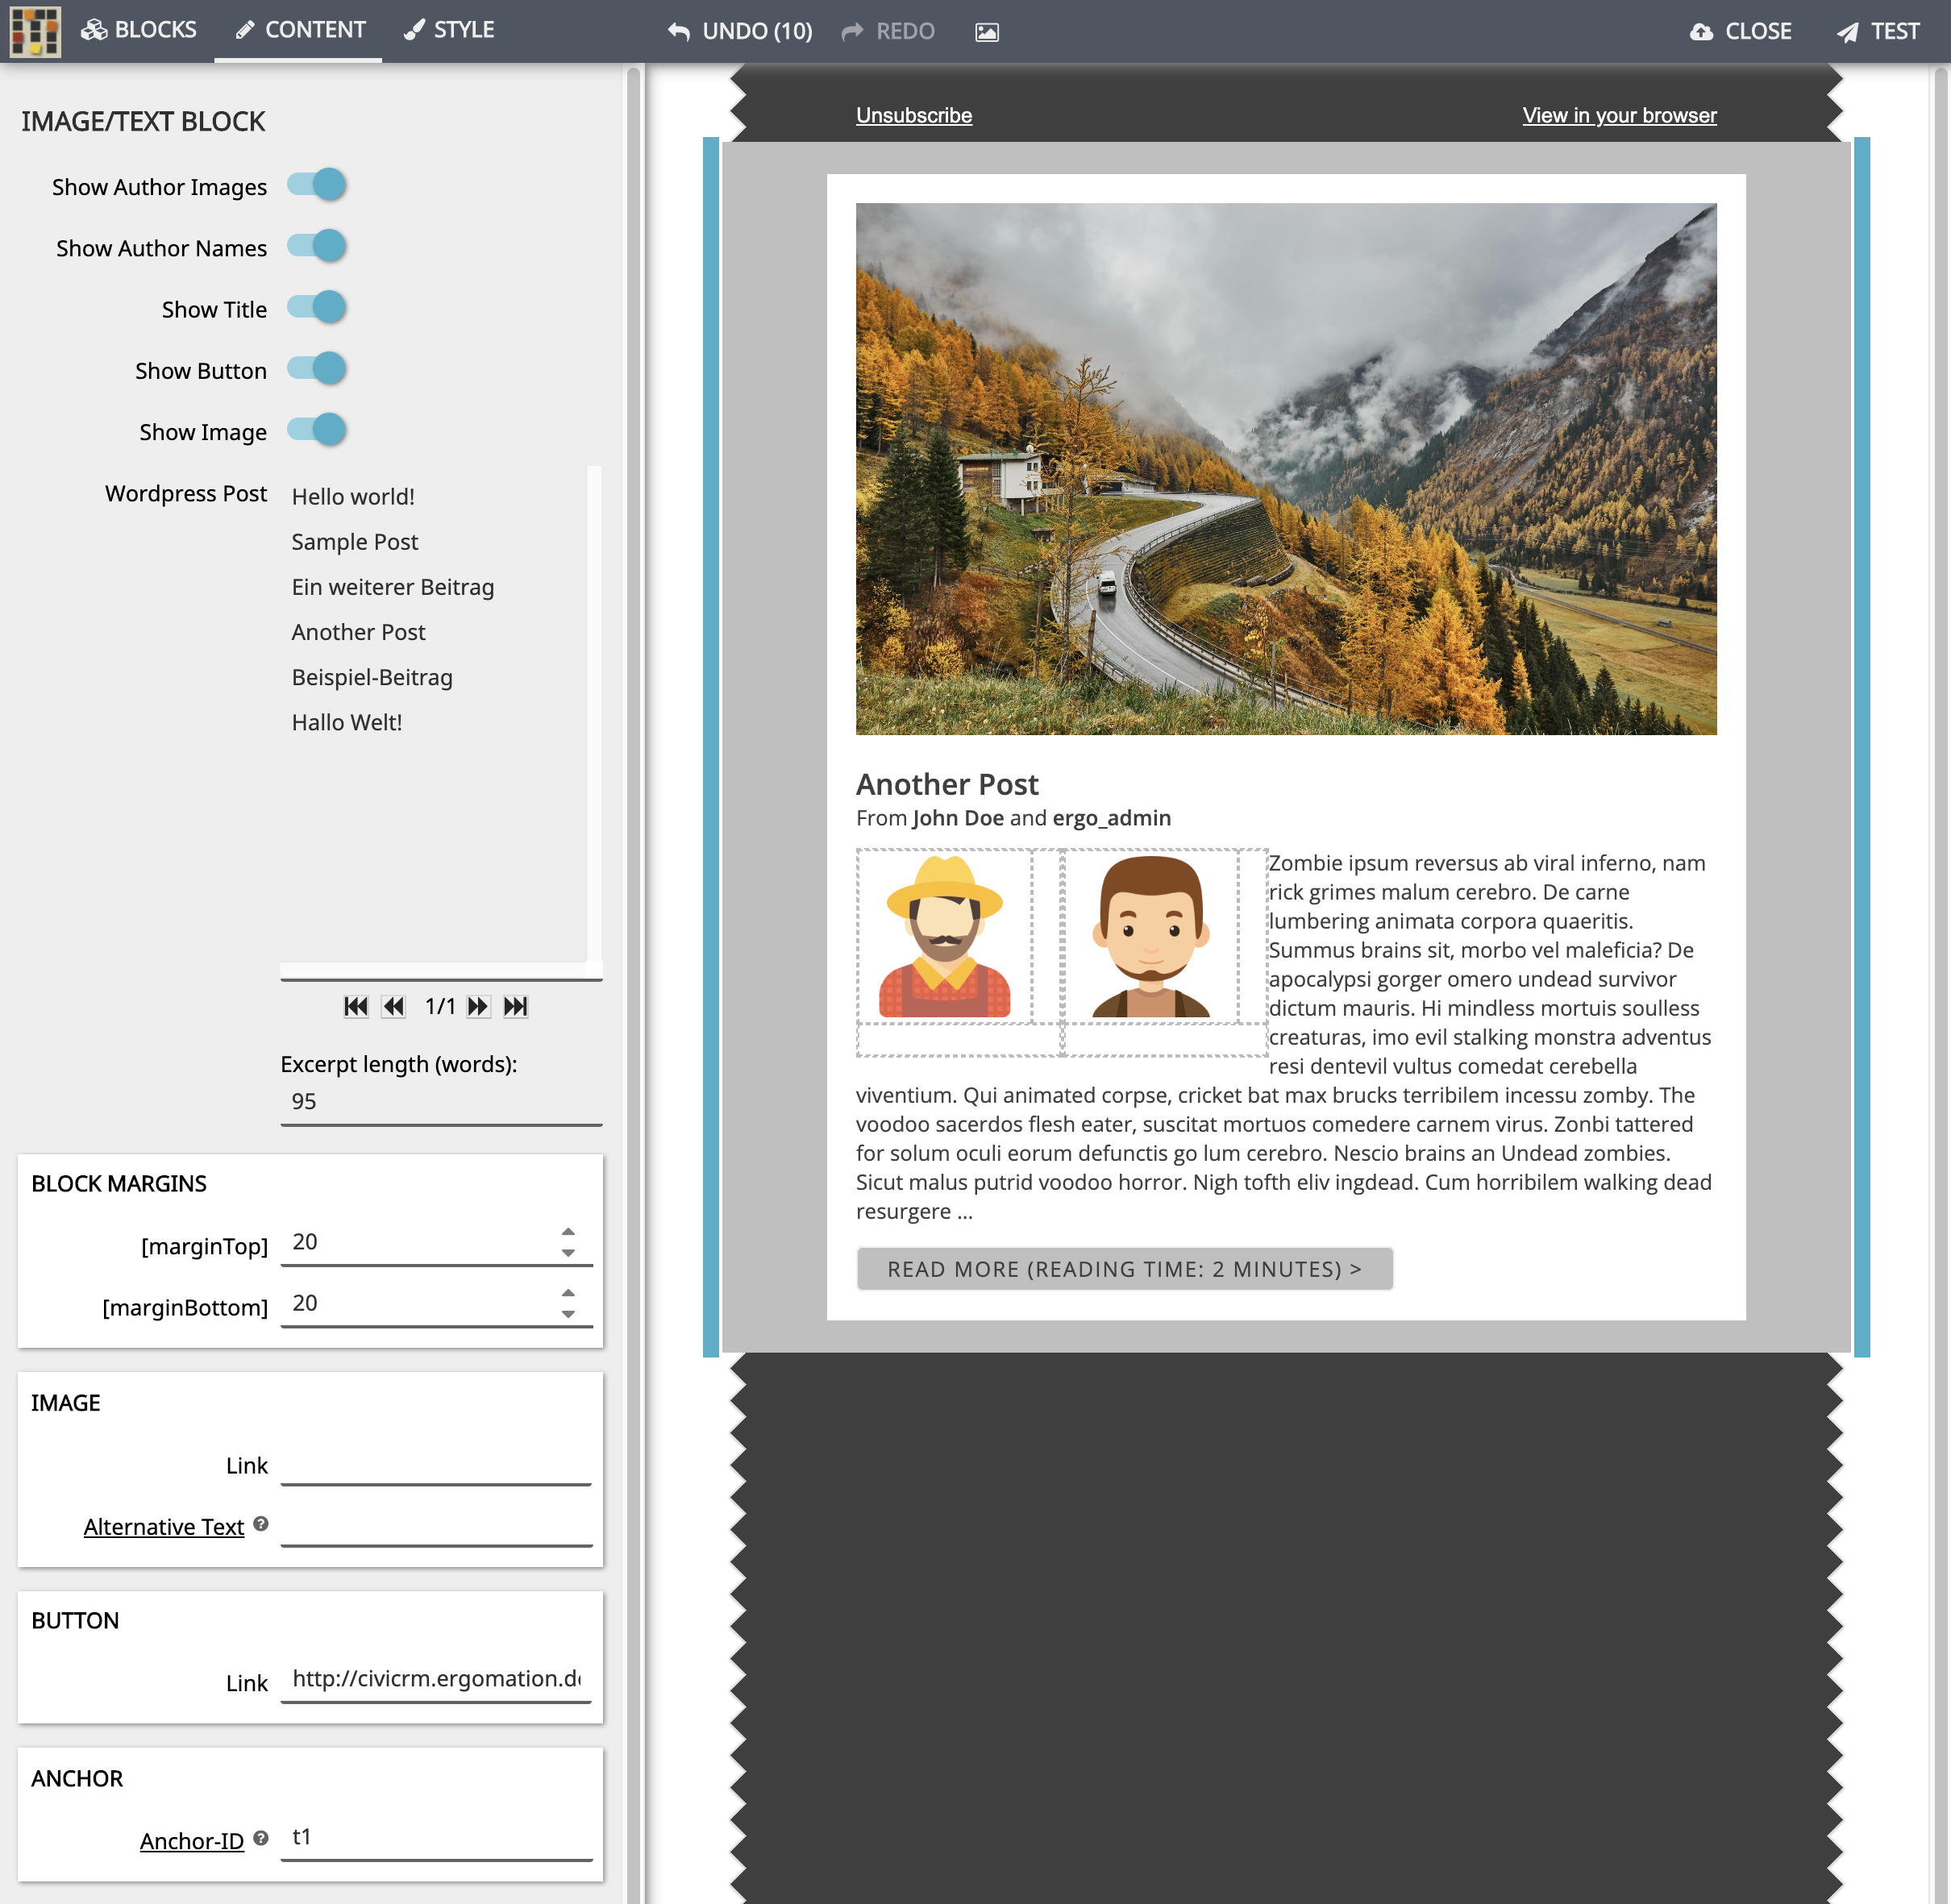 BLOCKS
CONTENT
STYLE
UNDO (10)
REDO
CLOSE
TEST
IMAGE/TEXT BLOCK
Show Author Images
Show Author Names
Show Title
Show Button
Show Image
Wordpress Post
Hello world!
Sample Post
Ein weiterer Beitrag
Another Post
Beispiel-Beitrag
Hallo Welt!
1/1
Excerpt length (words):
95
BLOCK MARGINS
[marginTop] 20
[marginBottom] 20
IMAGE
Link
Alternative Text ?
BUTTON
Link http://civicrm.ergomation.de
ANCHOR
Anchor-ID ? t1
Unsubscribe
View in your browser
Another Post
From John Doe and ergo_admin
Zombie ipsum reversus ab viral inferno, nam
rick grimes malum cerebro. De carne
lumbering animata corpora quaeritis.
Summus brains sit, morbo vel maleficia? De
apocalypsi gorger omero undead survivor
dictum mauris. Hi mindless mortuis soulless
creaturas, imo evil stalking monstra adventus
resi dentevil vultus comedat cerebella
viventium. Qui animated corpse, cricket bat max brucks terribilem incessu zomby. The
voodoo sacerdos flesh eater, suscitat mortuos comedere carnem virus. Zonbi tattered
for solum oculi eorum defunctis go lum cerebro. Nescio brains an Undead zombies.
Sicut malus putrid voodoo horror. Nigh tofth eliv ingdead. Cum horribilem walking dead
resurgere ...
READ MORE (READING TIME: 2 MINUTES) >